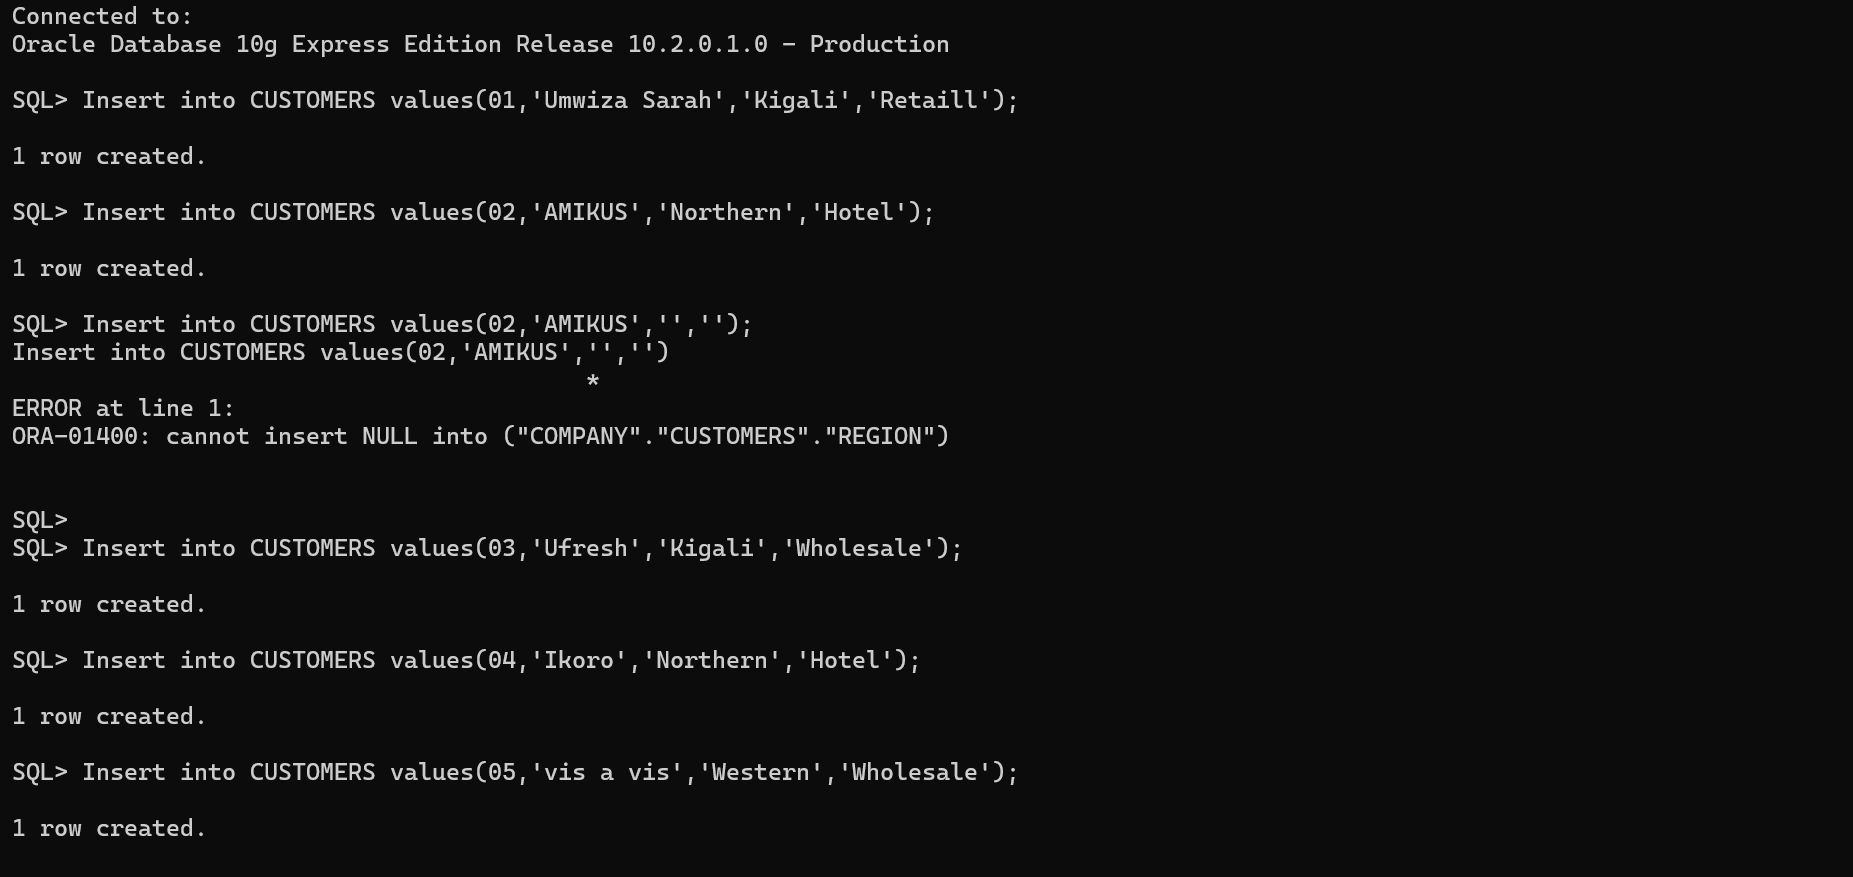 Connected to:
Oracle Database 10g Express Edition Release 10.2.0.1.0 - Production
SQL> Insert into CUSTOMERS values(01,'Umwiza Sarah','Kigali','Retaill');
1 row created.
SQL> Insert into CUSTOMERS values(02,'AMIKUS','Northern','Hotel');
1 row created.
SQL> Insert into CUSTOMERS values(02,'AMIKUS','','');
Insert into CUSTOMERS values(02,'AMIKUS','','')
*
ERROR at line 1:
ORA-01400: cannot insert NULL into ("COMPANY"."CUSTOMERS"."REGION")
SQL>
SQL> Insert into CUSTOMERS values(03,'Ufresh','Kigali','Wholesale');
1 row created.
SQL> Insert into CUSTOMERS values(04,'Ikoro','Northern','Hotel');
1 row created.
SQL> Insert into CUSTOMERS values(05,'vis a vis','Western','Wholesale');
1 row created.